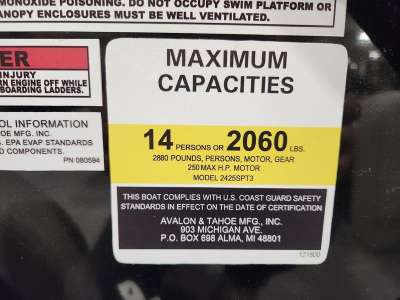 MONOXIDE POISONING. DO NOT OCCUPY SWIM PLATFORM OR
ANOPY ENCLOSURES MUST BE WELL VENTILATED.
ER
INJURY
RN ENGINE OFF WHILE
BOARDING LADDERS.
OL INFORMATION
HOE MFG. INC.
S. EPA EVAP STANDARDS
D COMPONENTS.
PN 080594
MAXIMUM
CAPACITIES
14 PERSONS OR 2060 LBS.
2880 POUNDS, PERSONS, MOTOR, GEAR
250 MAX H.P. MOTOR
MODEL 2425SPT3
THIS BOAT COMPLIES WITH U.S. COAST GUARD SAFETY
STANDARDS IN EFFECT ON THE DATE OF CERTIFICATION
AVALON & TAHOE MFG., INC.
903 MICHIGAN AVE.
P.O. BOX 698 ALMA, MI 48801
121800